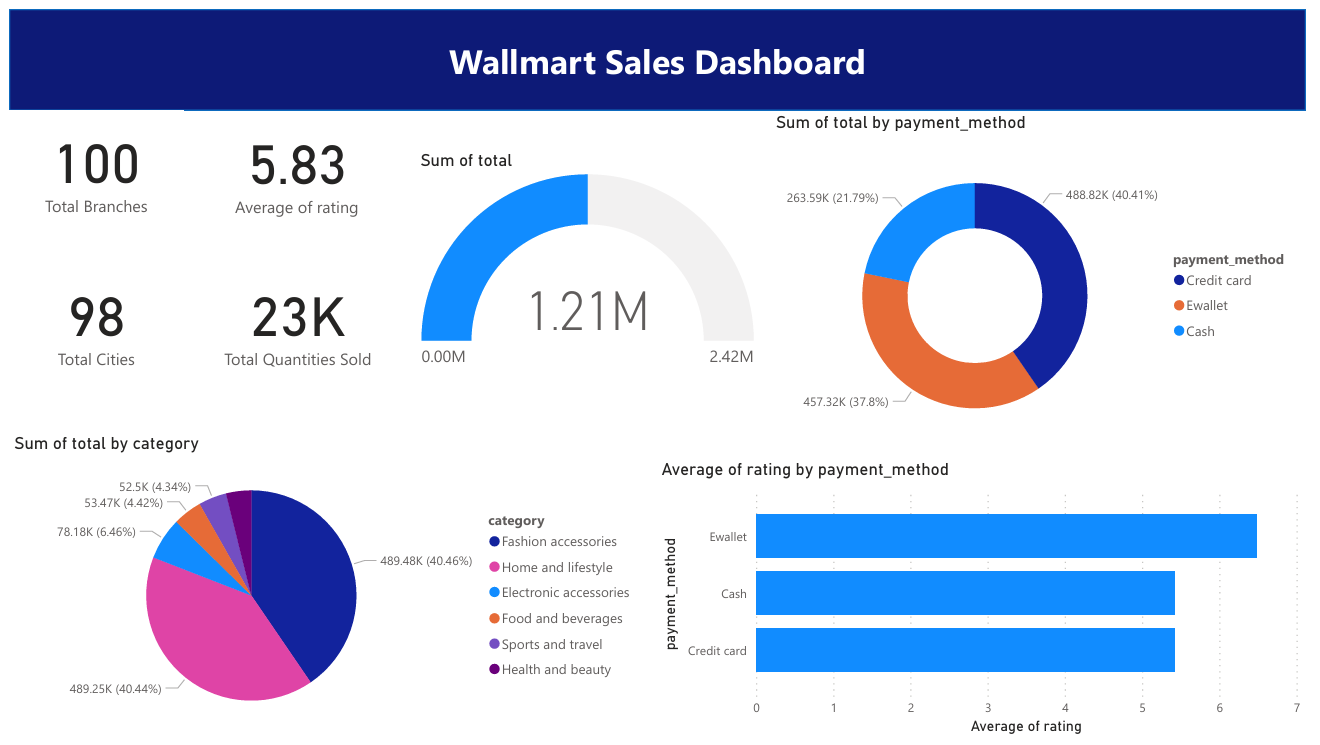 Wallmart Sales Dashboard
100
Total Branches
5.83
Average of rating
98
Total Cities
23K
Total Quantities Sold
Sum of total
1.21M
0.00M
2.42M
Sum of total by payment_method
263.59K (21.79%)
488.82K (40.41%)
457.32K (37.8%)
payment_method
Credit card
Ewallet
Cash
Sum of total by category
52.5K (4.34%)
53.47K (4.42%)
78.18K (6.46%)
489.48K (40.46%)
489.25K (40.44%)
category
Fashion accessories
Home and lifestyle
Electronic accessories
Food and beverages
Sports and travel
Health and beauty
Average of rating by payment_method
payment_method
Ewallet
Cash
Credit card
0 1 2 3 4 5 6 7
Average of rating